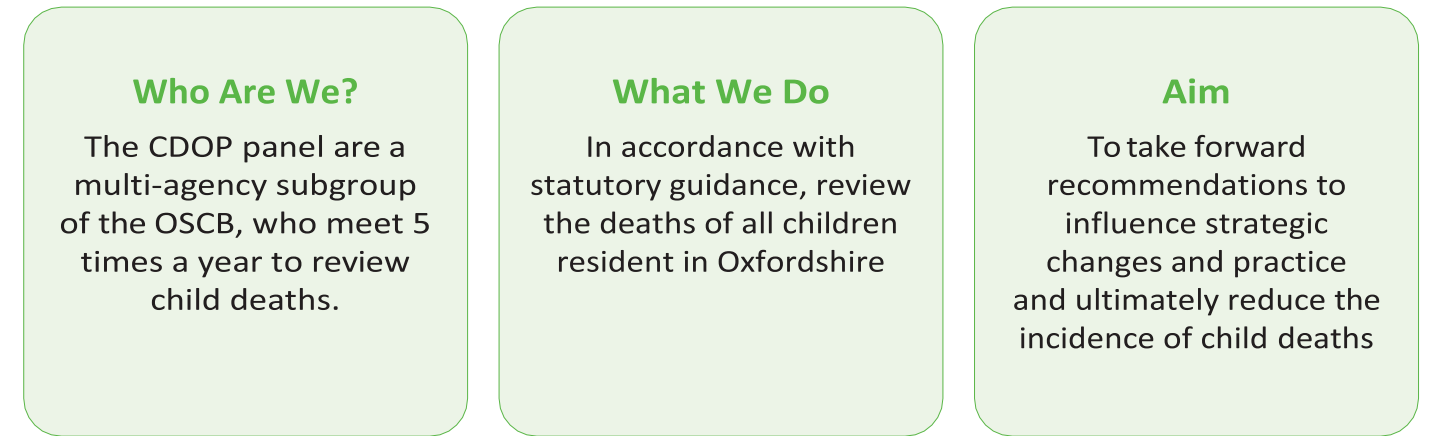 Who Are We?
The CDOP panel are a
multi-agency subgroup
of the OSCB, who meet 5
times a year to review
child deaths.
What We Do
In accordance with
statutory guidance, review
the deaths of all children
resident in Oxfordshire
Aim
To take forward
recommendations to
influence strategic
changes and practice
and ultimately reduce the
incidence of child deaths